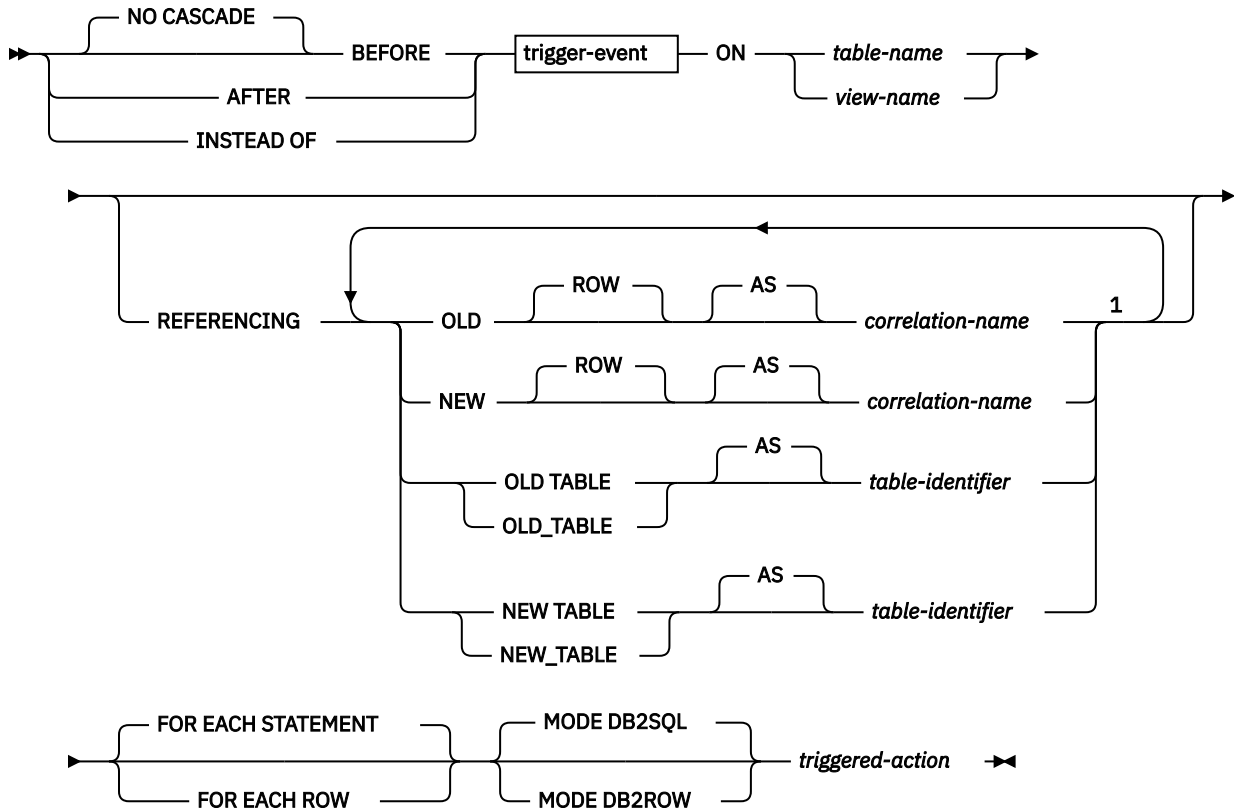 NO CASCADE
BEFORE trigger-event ON table-name
AFTER view-name
INSTEAD OF
ROW AS
REFERENCING OLD correlation-name 1
ROW AS
NEW correlation-name
AS
OLD TABLE table-identifier
OLD_TABLE
AS
NEW TABLE table-identifier
NEW_TABLE
FOR EACH STATEMENT MODE DB2SQL
triggered-action
FOR EACH ROW MODE DB2ROW